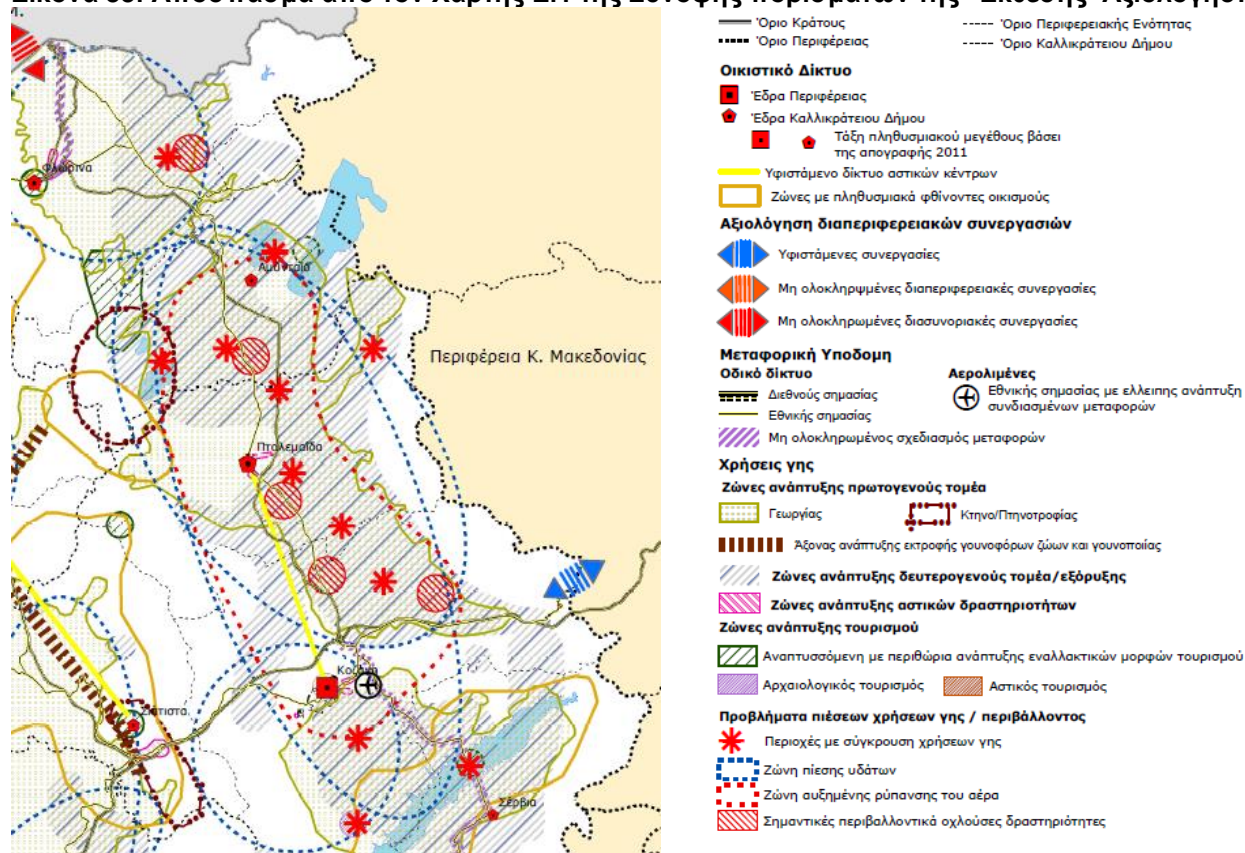 Όριο Κράτους
Όριο Περιφέρειας
Όριο Περιφερειακής Ενότητας
Όριο Καλλικράτειου Δήμου
Οικιστικό Δίκτυο
Έδρα Περιφέρειας
Έδρα Καλλικράτειου Δήμου
Τάξη πληθυσμιακού μεγέθους βάσει
της απογραφής 2011
Υφιστάμενο δίκτυο αστικών κέντρων
Ζώνες με πληθυσμιακά φθίνοντες οικισμούς
Αξιολόγηση διαπεριφερειακών συνεργασιών
Υφιστάμενες συνεργασίες
Μη ολοκληρψμένες διαπεριφερειακές συνεργασίες
Μη ολοκληρωμένες διασυνοριακές συνεργασίες
Μεταφορική Υποδομη
Οδικό δίκτυο
Διεθνούς σημασίας
Εθνικής σημασίας
Μη ολοκληρωμένος σχεδιασμός μεταφορών
Αερολιμένες
Εθνικής σημασίας με ελλειπης ανάπτυξη
συνδιασμένων μεταφορών
Χρήσεις γης
Ζώνες ανάπτυξης πρωτογενούς τομέα
Γεωργίας
Κτηνο/Πτηνοτροφίας
Άξονας ανάπτυξης εκτροφής γουνοφόρων ζώων και γουνοποιίας
Ζώνες ανάπτυξης δευτερογενούς τομέα/εξόρυξης
Ζώνες ανάπτυξης αστικών δραστηριοτήτων
Ζώνες ανάπτυξης τουρισμού
Αναπτισσόμενη με περιθώρια ανάπτυξης εναλλακτικών μορφών τουρισμού
Αρχαιολογικός τουρισμός
Αστικός τουρισμός
Προβλήματα πιέσεων χρήσεων γης / περιβάλλοντος
Περιοχές με σύγκρουση χρήσεων γης
Ζώνη πίεσης υδάτων
Ζώνη αυξημένης ρύπανσης του αέρα
Σημαντικές περιβαλλοντικά οχλούσες δραστηριότητες
Φλώρινα
Αμύνταιο
Περιφέρεια Κ. Μακεδονίας
Πτολεμαΐδα
Κοζάνη
Σιάτιστα
Σέρβια